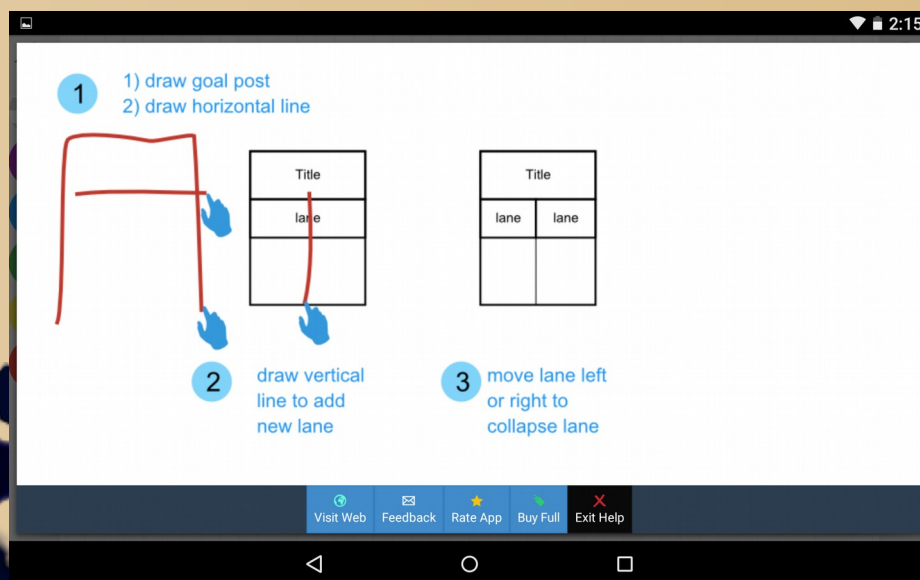 2:15
1
1) draw goal post
2) draw horizontal line
Title
lane
Title
lane lane
2
draw vertical
line to add
new lane
3
move lane left
or right to
collapse lane
Visit Web Feedback Rate App Buy Full Exit Help